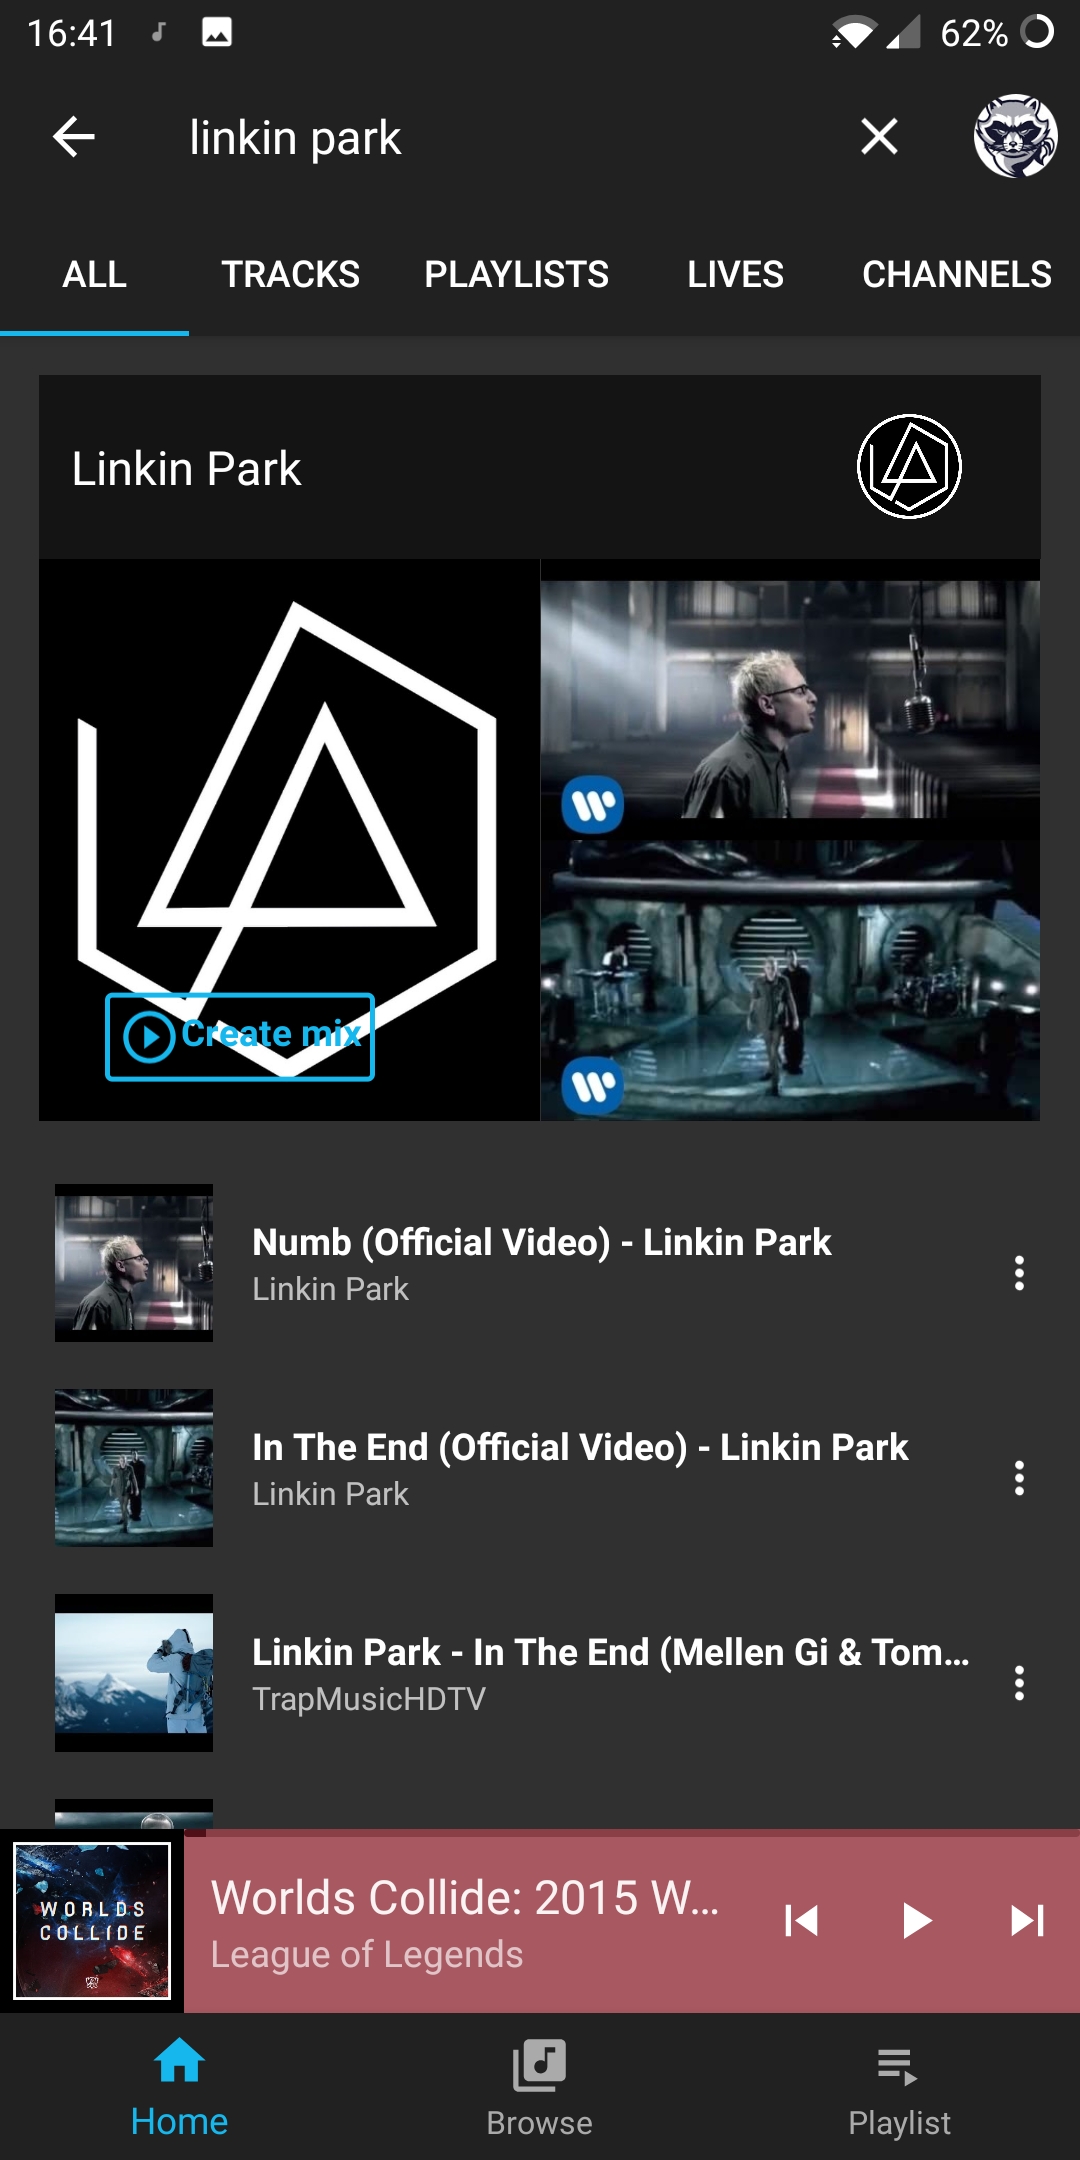 16:41
62%
linkin park
ALL TRACKS PLAYLISTS LIVES CHANNELS
Linkin Park
Create mix
Numb (Official Video) - Linkin Park
Linkin Park
In The End (Official Video) - Linkin Park
Linkin Park
Linkin Park - In The End (Mellen Gi & Tom...
TrapMusicHDTV
WORLDS
COLLIDE
Worlds Collide: 2015 W...
League of Legends
Home Browse Playlist